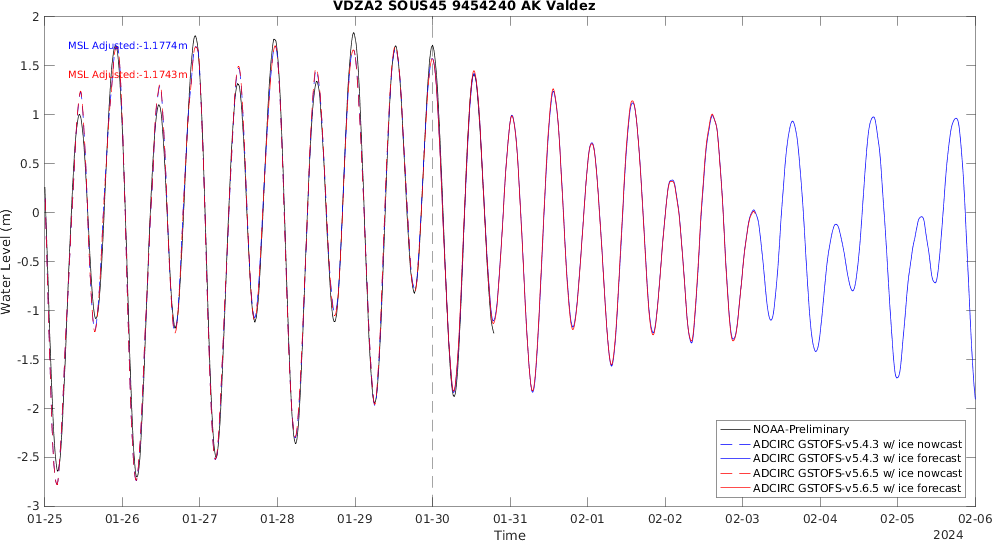 VDZA2 SOUS45 9454240 AK Valdez
MSL Adjusted:-1.1774m
MSL Adjusted:-1.1743m
Water Level (m)
2
1.5
1
0.5
0
-0.5
-1
-1.5
-2
-2.5
-3
NOAA-Preliminary
ADCIRC GSTOFS-v5.4.3 w/ ice nowcast
ADCIRC GSTOFS-v5.4.3 w/ ice forecast
ADCIRC GSTOFS-v5.6.5 w/ ice nowcast
ADCIRC GSTOFS-v5.6.5 w/ ice forecast
01-25 01-26 01-27 01-28 01-29 01-30 01-31 02-01 02-02 02-03 02-04 02-05 02-06
Time
2024